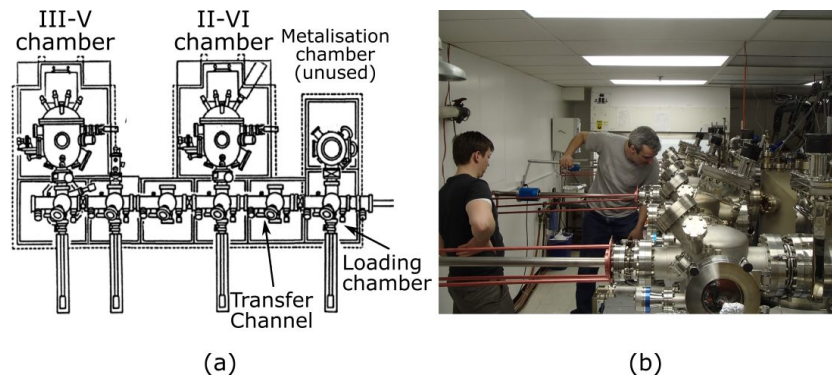 III-V
chamber
II-VI
chamber
Metalisation
chamber
(unused)
Loading
chamber
Transfer
Channel
(a)
(b)